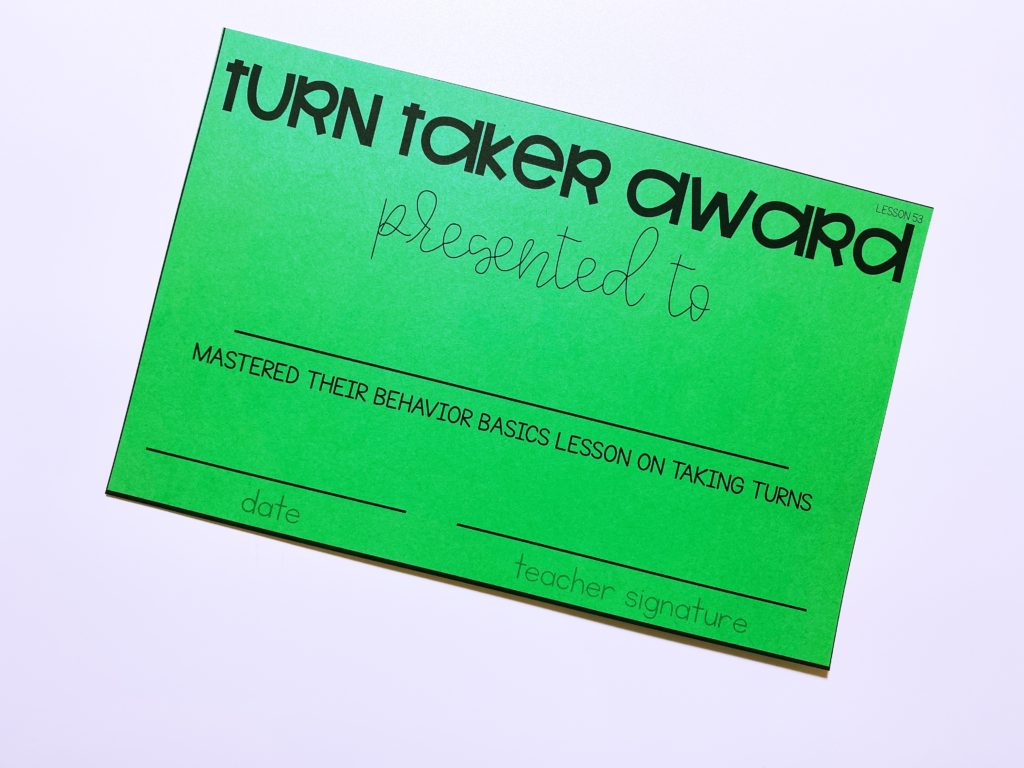 LESSON 53
turn taker award
presented to
MASTERED THEIR BEHAVIOR BASICS LESSON ON TAKING TURNS
date
teacher signature